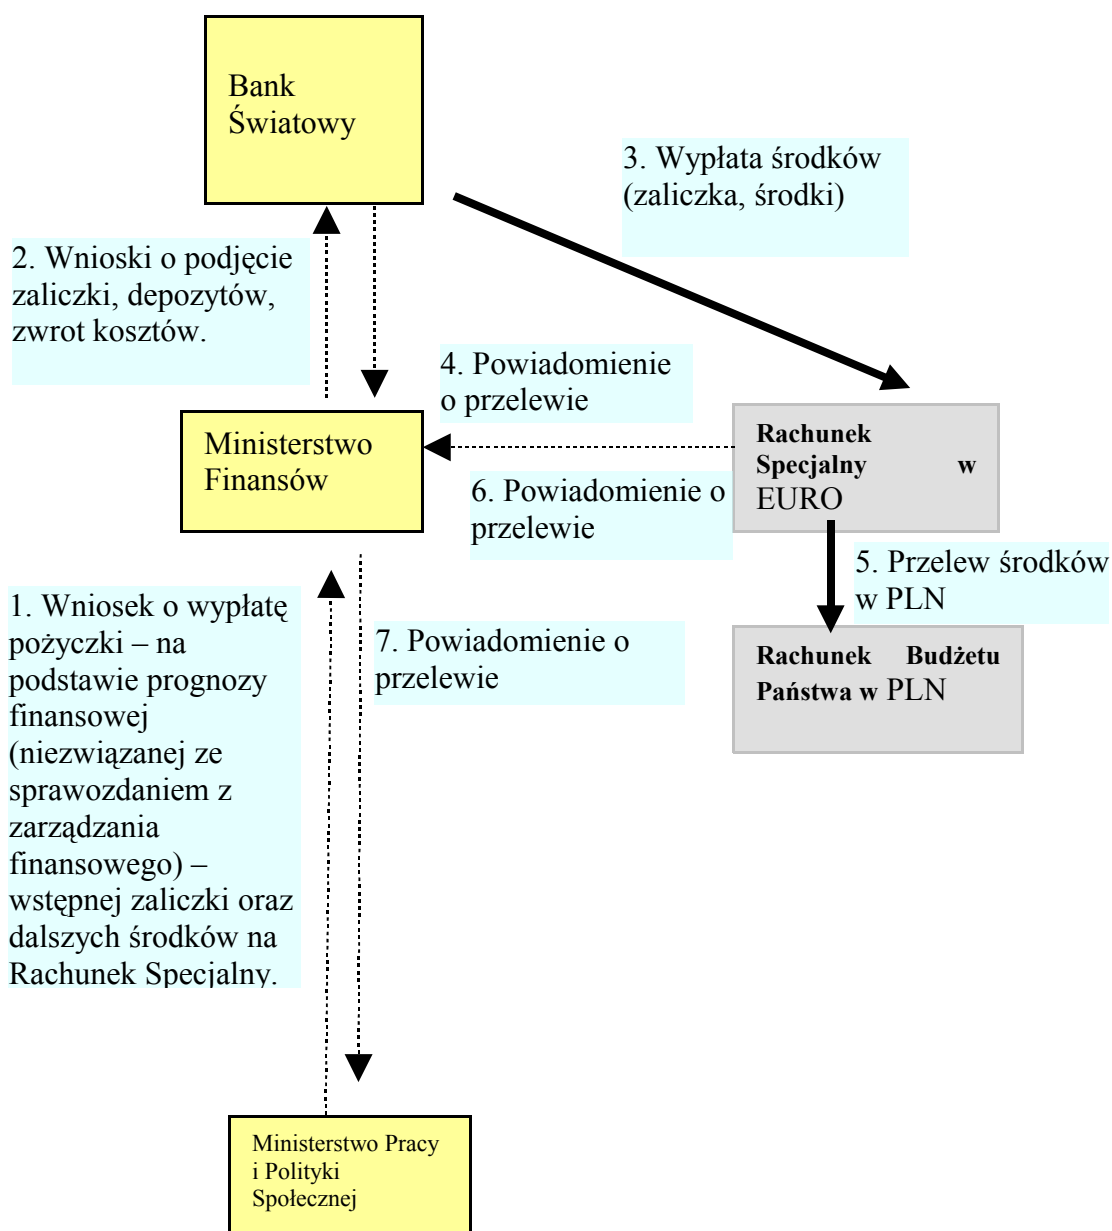 Bank
Światowy
3. Wypłata środków
(zaliczka, środki)
2. Wnioski o podjęcie
zaliczki, depozytów,
zwrot kosztów.
4. Powiadomienie
o przelewie
Ministerstwo
Finansów
Rachunek
Specjalny w
EURO
6. Powiadomienie o
przelewie
5. Przelew środków
w PLN
1. Wniosek o wypłatę
pożyczki – na
podstawie prognozy
finansowej
(niezwiązanej ze
sprawozdaniem z
zarządzania
finansowego) –
wstępnej zaliczki oraz
dalszych środków na
Rachunek Specjalny.
7. Powiadomienie o
przelewie
Rachunek Budżetu
Państwa w PLN
Ministerstwo Pracy
i Polityki
Społecznej